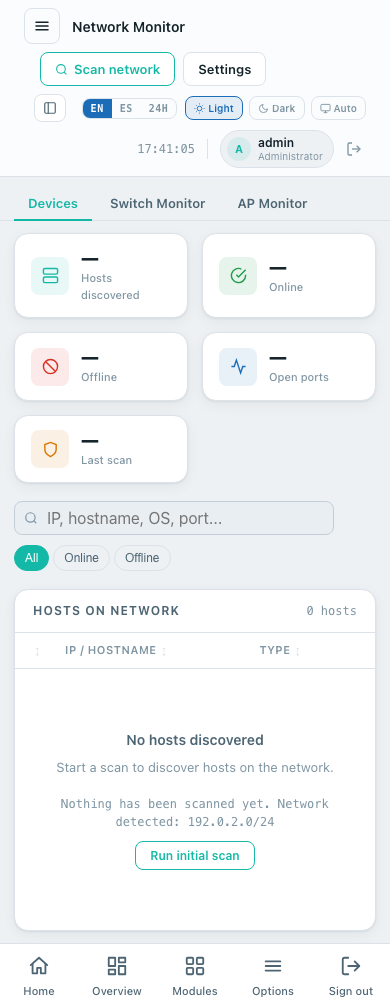 Network Monitor
Scan network
Settings
EN ES 24H Light Dark Auto
17:41:05 A admin
Administrator
Devices Switch Monitor AP Monitor
—
Hosts
discovered
—
Online
—
Offline
—
Open ports
—
Last scan
IP, hostname, OS, port...
All Online Offline
HOSTS ON NETWORK 0 hosts
IP / HOSTNAME TYPE
No hosts discovered
Start a scan to discover hosts on the network.
Nothing has been scanned yet. Network
detected: 192.0.2.0/24
Run initial scan
Home Overview Modules Options Sign out